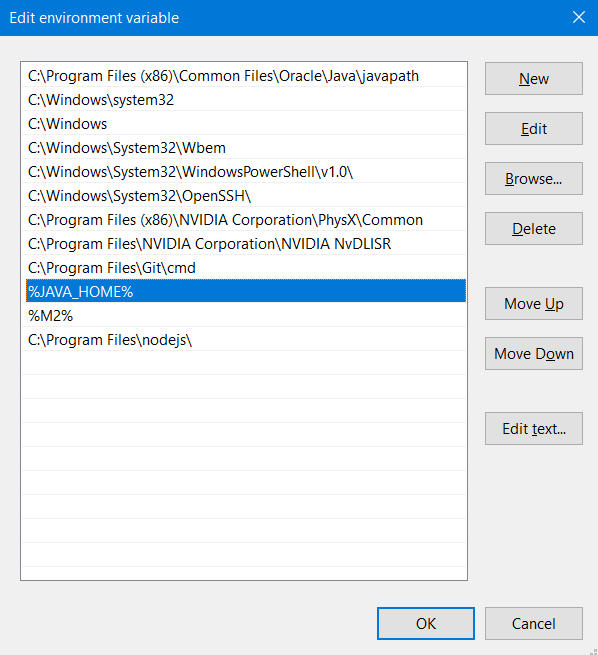 Edit environment variable
C:\Program Files (x86)\Common Files\Oracle\Java\javapath
C:\Windows\system32
C:\Windows
C:\Windows\System32\Wbem
C:\Windows\System32\WindowsPowerShell\v1.0\
C:\Windows\System32\OpenSSH\
C:\Program Files (x86)\NVIDIA Corporation\PhysX\Common
C:\Program Files\NVIDIA Corporation\NVIDIA NvDLISR
C:\Program Files\Git\cmd
%JAVA_HOME%
%M2%
C:\Program Files\nodejs\
New
Edit
Browse...
Delete
Move Up
Move Down
Edit text...
OK
Cancel